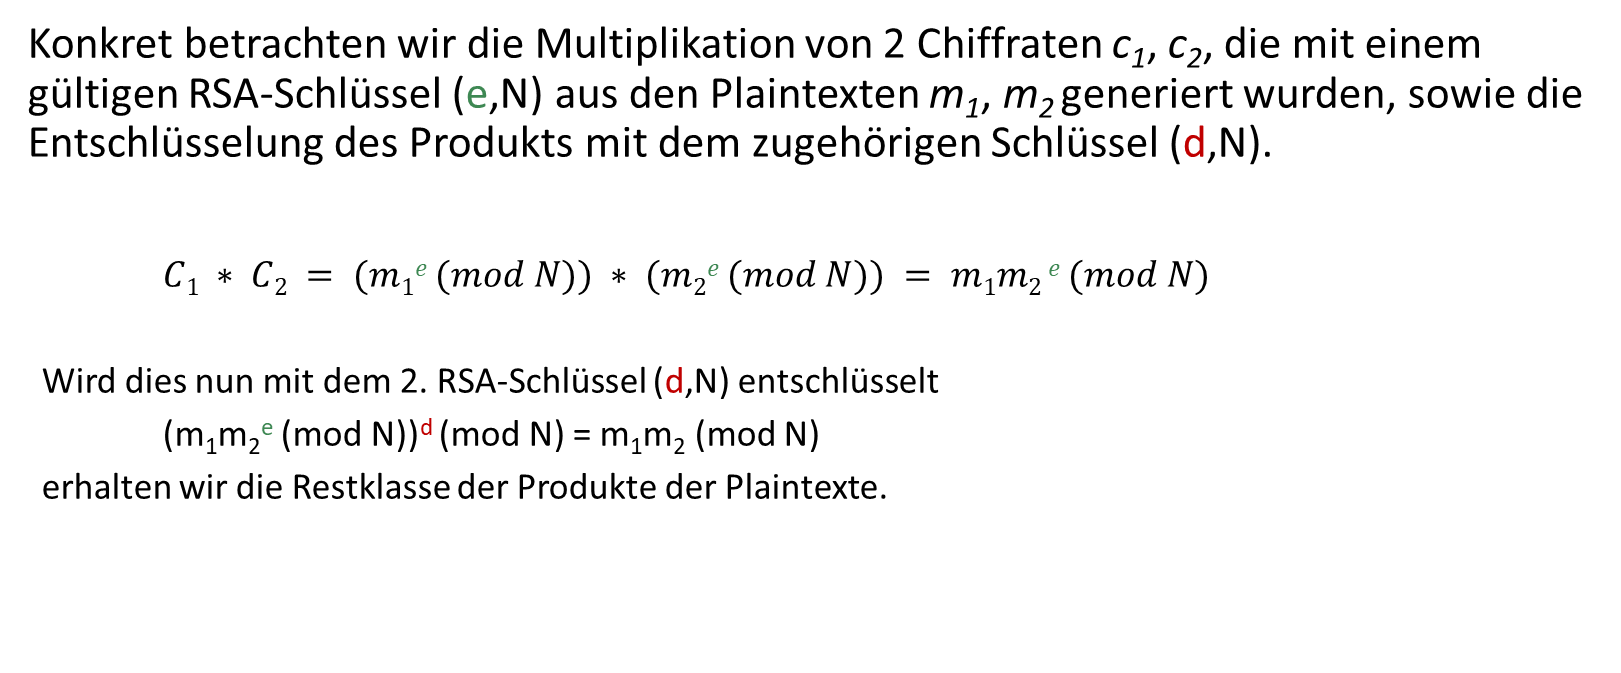 Konkret betrachten wir die Multiplikation von 2 Chiffraten c₁, c₂, die mit einem
gültigen RSA-Schlüssel (e,N) aus den Plaintexten m₁, m₂ generiert wurden, sowie die
Entschlüsselung des Produkts mit dem zugehörigen Schlüssel (d,N).
C₁ ∗ C₂ = (m₁ᵉ (mod N)) ∗ (m₂ᵉ (mod N)) = m₁m₂ᵉ (mod N)
Wird dies nun mit dem 2. RSA-Schlüssel (d,N) entschlüsselt
(m₁m₂ᵉ (mod N))ᵈ (mod N) = m₁m₂ (mod N)
erhalten wir die Restklasse der Produkte der Plaintexte.